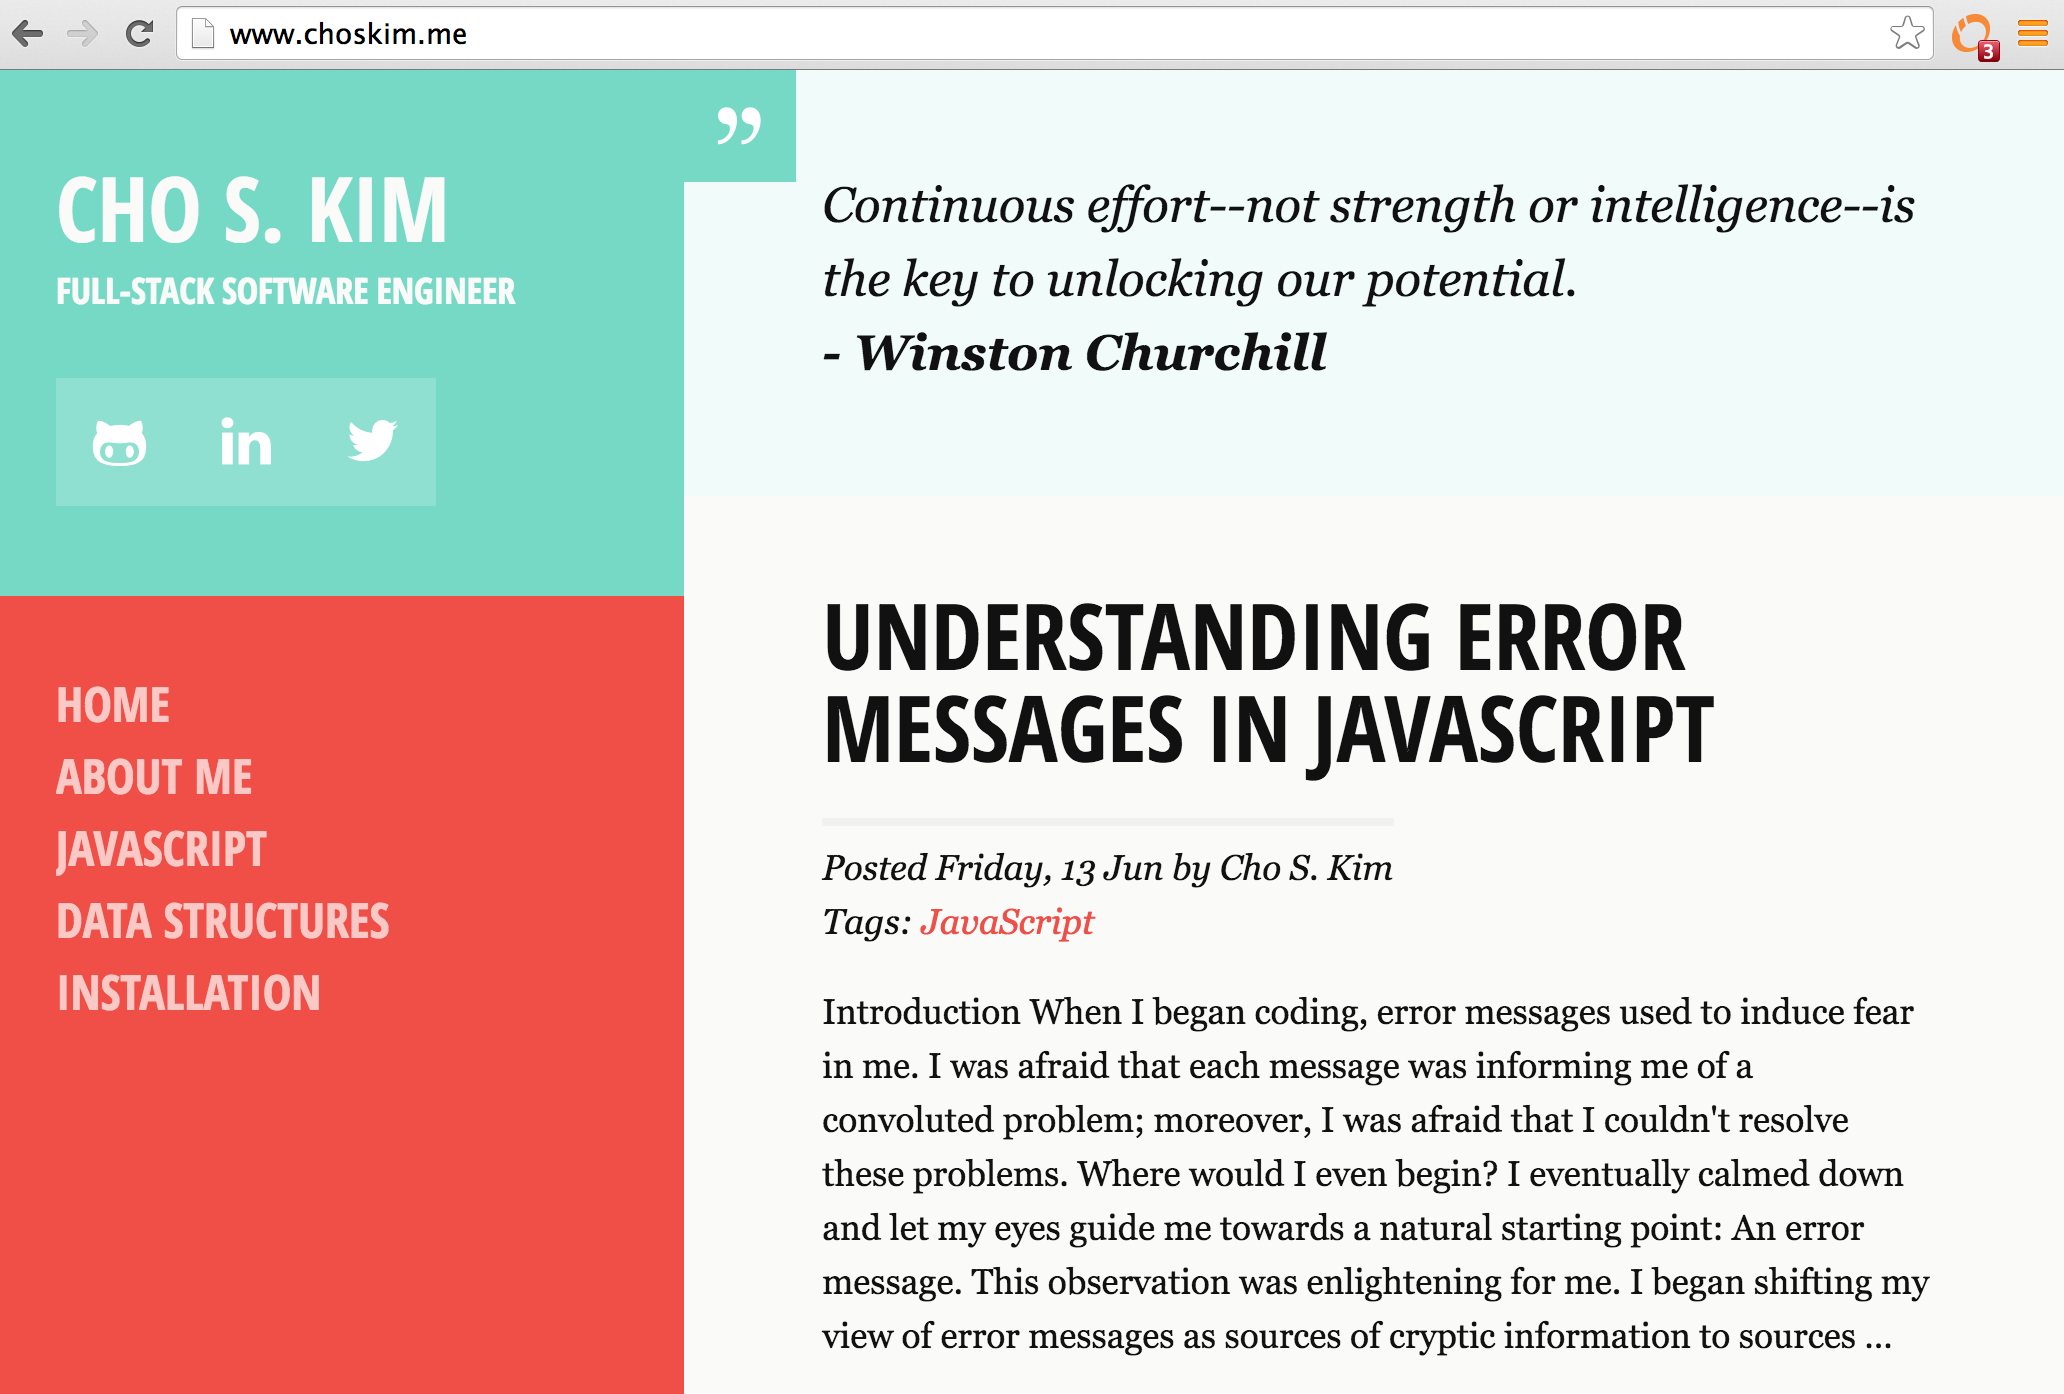 www.choskim.me
3
CHO S. KIM
FULL-STACK SOFTWARE ENGINEER
in
HOME
ABOUT ME
JAVASCRIPT
DATA STRUCTURES
INSTALLATION
”
Continuous effort--not strength or intelligence--is
the key to unlocking our potential.
- Winston Churchill
UNDERSTANDING ERROR
MESSAGES IN JAVASCRIPT
Posted Friday, 13 Jun by Cho S. Kim
Tags: JavaScript
Introduction When I began coding, error messages used to induce fear
in me. I was afraid that each message was informing me of a
convoluted problem; moreover, I was afraid that I couldn't resolve
these problems. Where would I even begin? I eventually calmed down
and let my eyes guide me towards a natural starting point: An error
message. This observation was enlightening for me. I began shifting my
view of error messages as sources of cryptic information to sources ...